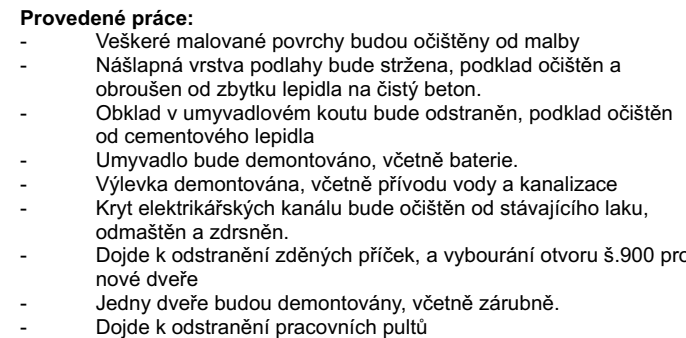 Provedené práce:
- Veškeré malované povrchy budou očištěny od malby
- Nášlapná vrstva podlahy bude stržena, podklad očištěn a
obroušen od zbytku lepidla na čistý beton.
- Obklad v umyvadlovém koutu bude odstraněn, podklad očištěn
od cementového lepidla
- Umyvadlo bude demontováno, včetně baterie.
- Výlevka demontována, včetně přívodu vody a kanalizace
- Kryt elektrikářských kanálu bude očištěn od stávajícího laku,
odmaštěn a zdrsněn.
- Dojde k odstranění zděných příček, a vybourání otvoru š.900 pro
nové dveře
- Jedny dveře budou demontovány, včetně zárubně.
- Dojde k odstranění pracovních pultů